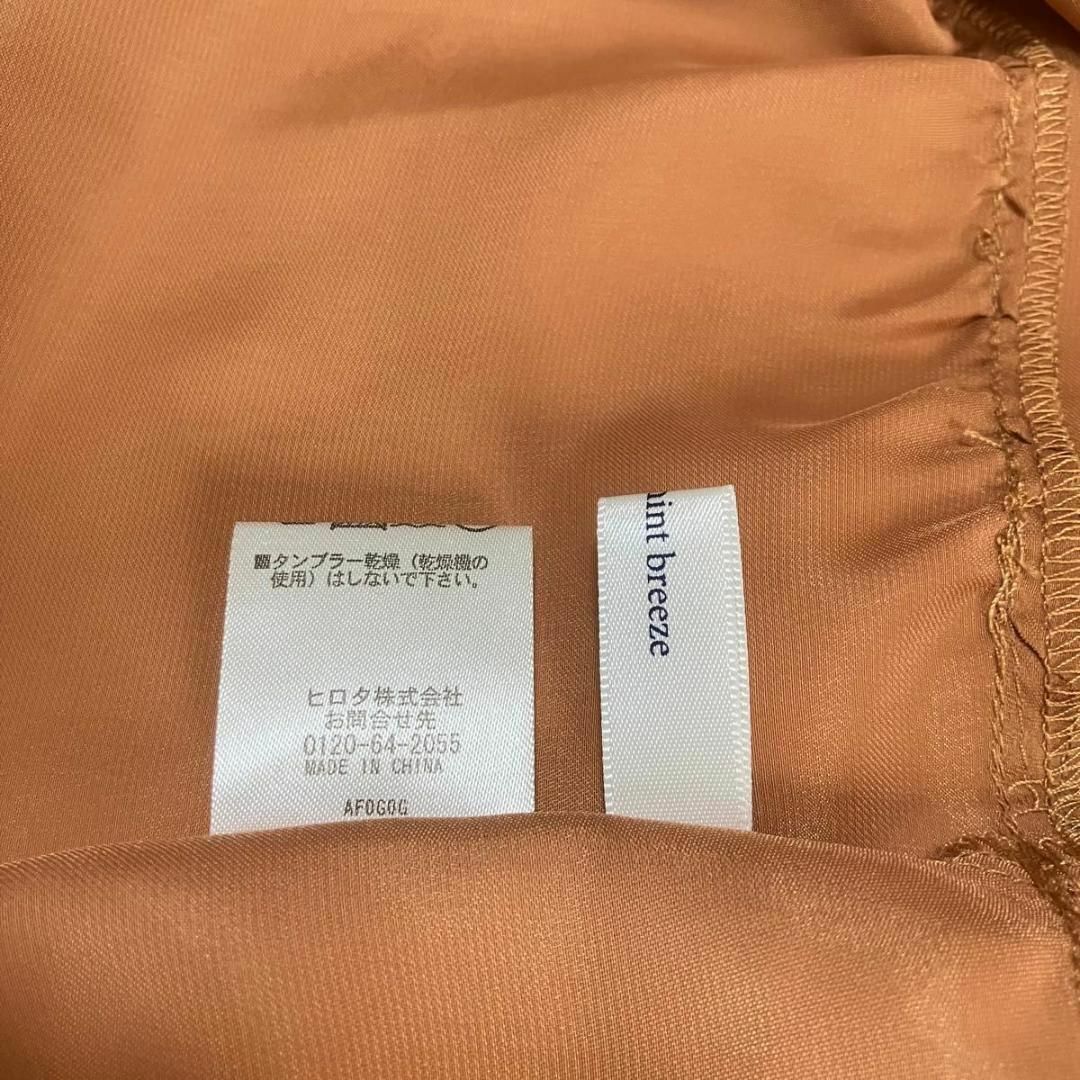 タンブラー乾燥（乾燥機の
使用）はしないで下さい。
ヒロタ株式会社
お問合せ先
0120-64-2055
MADE IN CHINA
AF0G0G
mint breeze